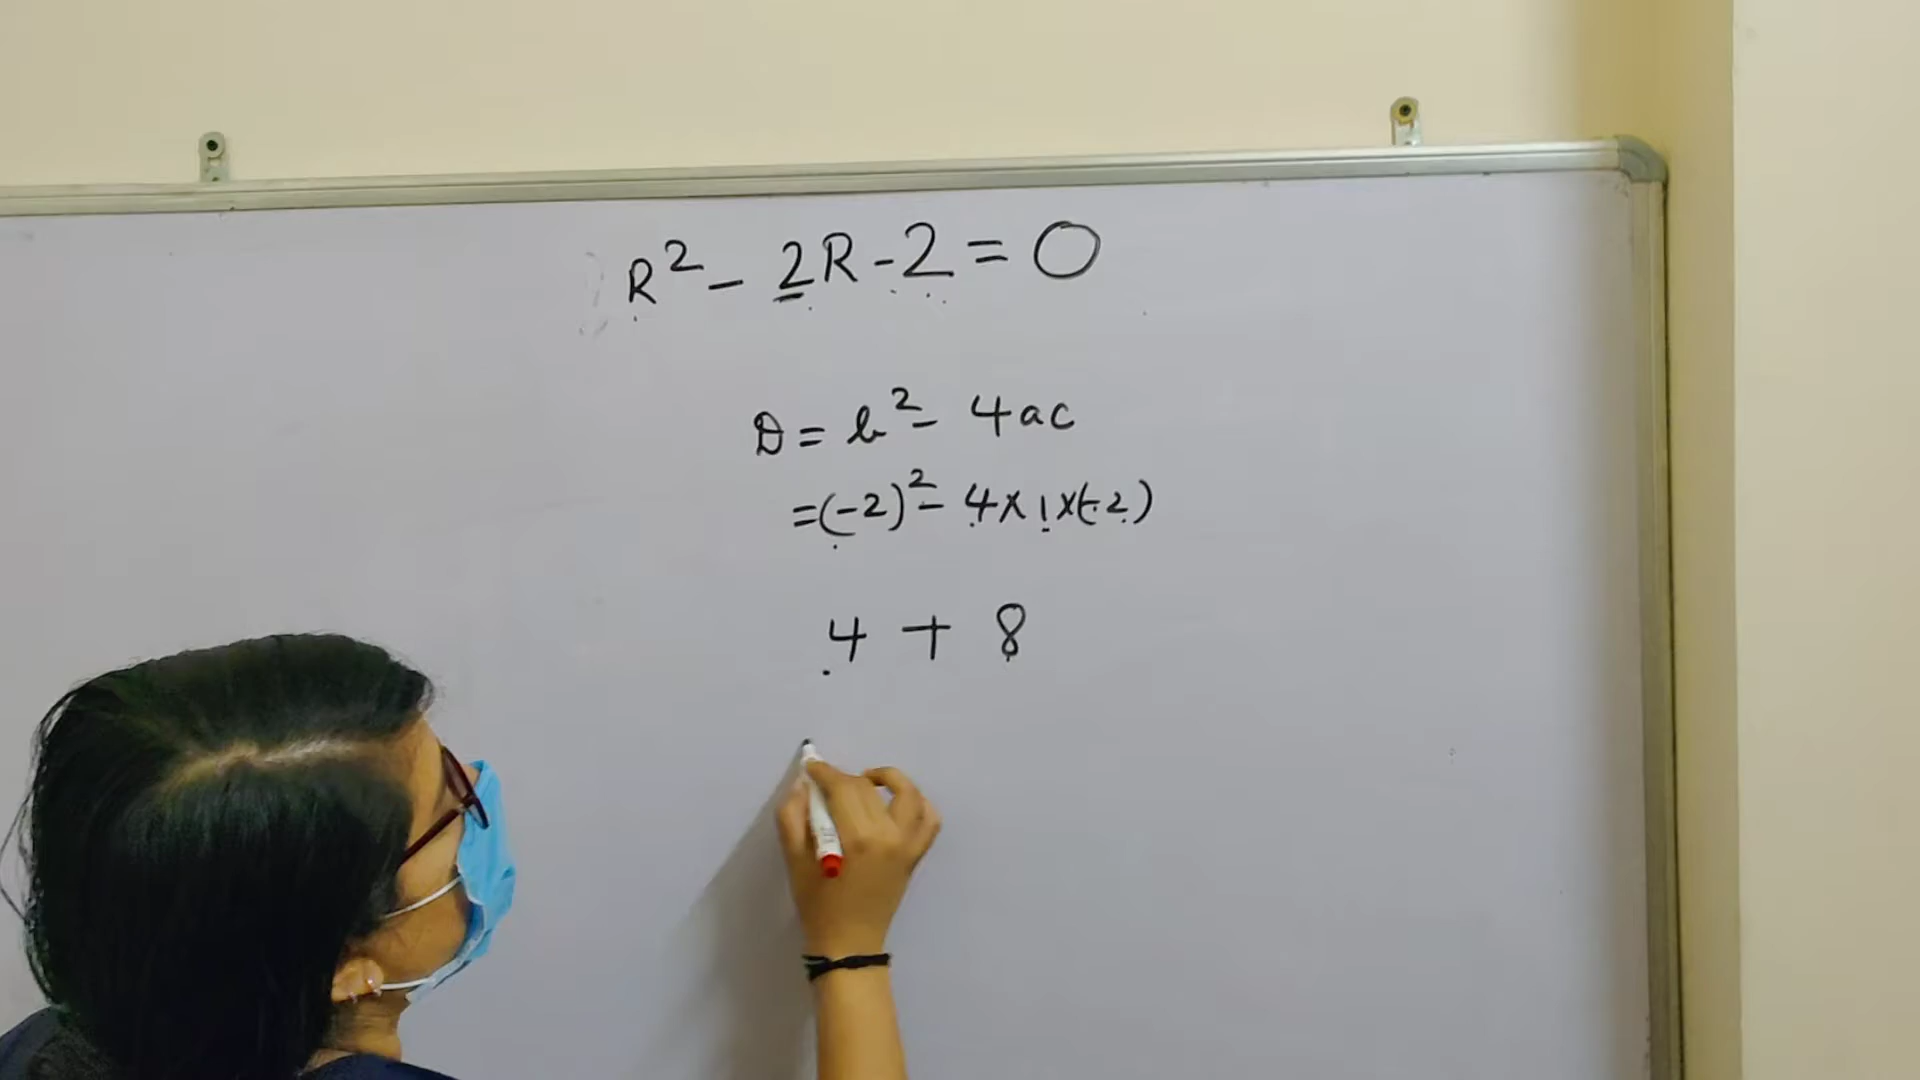 R² - 2R - 2 = 0
D = b² - 4ac
= (-2)² - 4 × 1 × (-2)
4 + 8